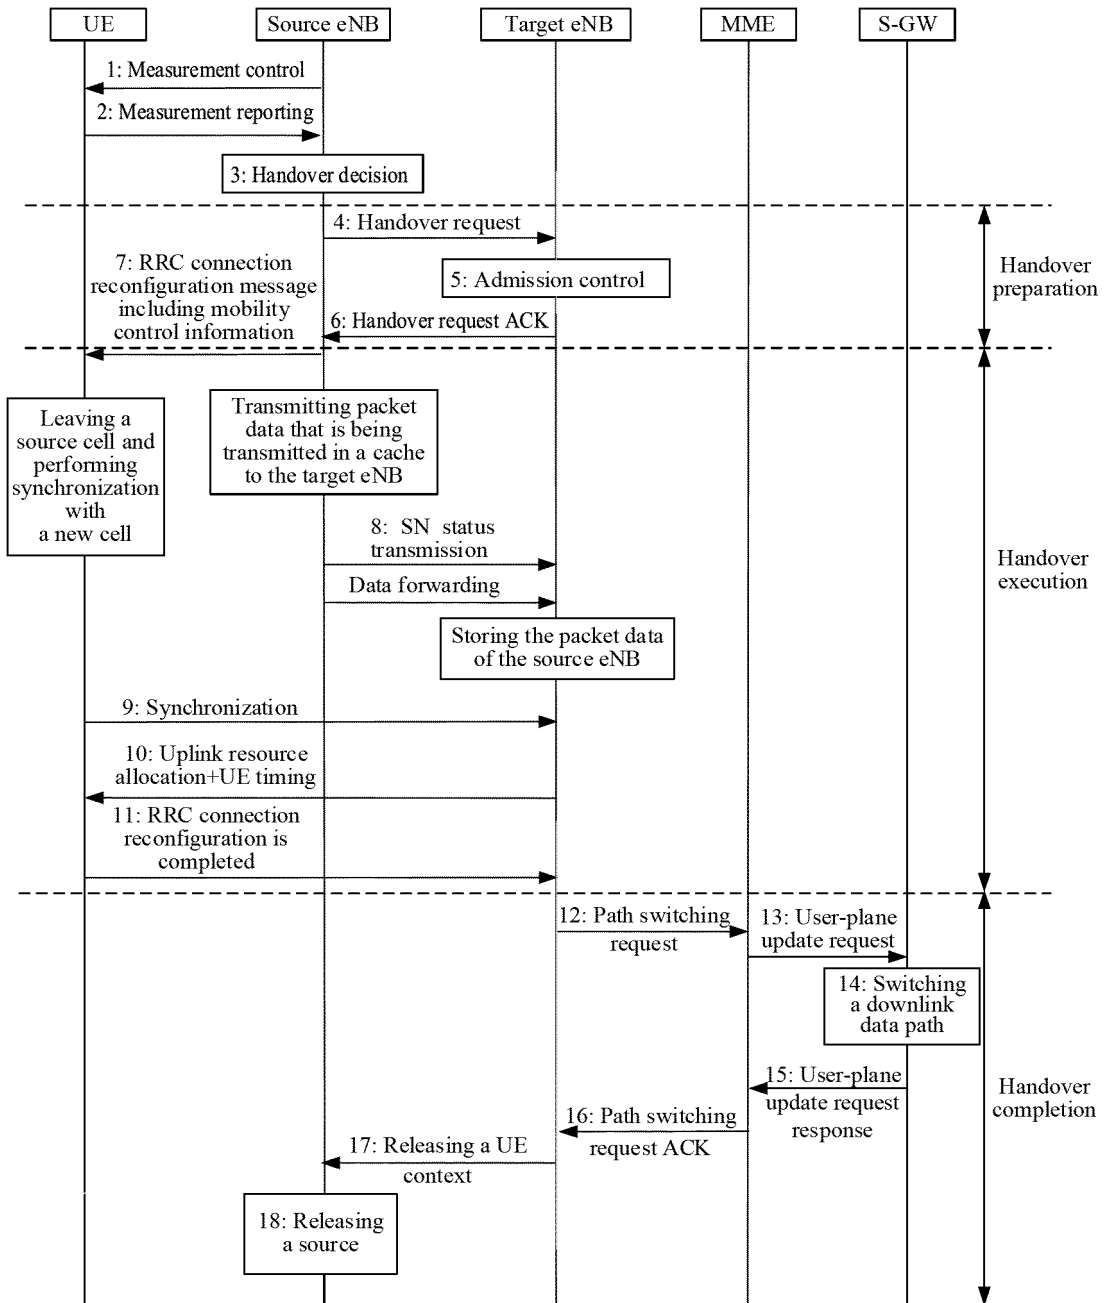 UE
Source eNB
Target eNB
MME
S-GW
1: Measurement control
2: Measurement reporting
3: Handover decision
4: Handover request
7: RRC connection
reconfiguration message
including mobility
control information
5: Admission control
6: Handover request ACK
Handover
preparation
Leaving a
source cell and
performing
synchronization
with
a new cell
Transmitting packet
data that is being
transmitted in a cache
to the target eNB
8: SN status
transmission
Data forwarding
Storing the packet data
of the source eNB
Handover
execution
9: Synchronization
10: Uplink resource
allocation+UE timing
11: RRC connection
reconfiguration is
completed
12: Path switching
request
13: User-plane
update request
14: Switching
a downlink
data path
15: User-plane
update request
response
16: Path switching
request ACK
17: Releasing a UE
context
18: Releasing
a source
Handover
completion